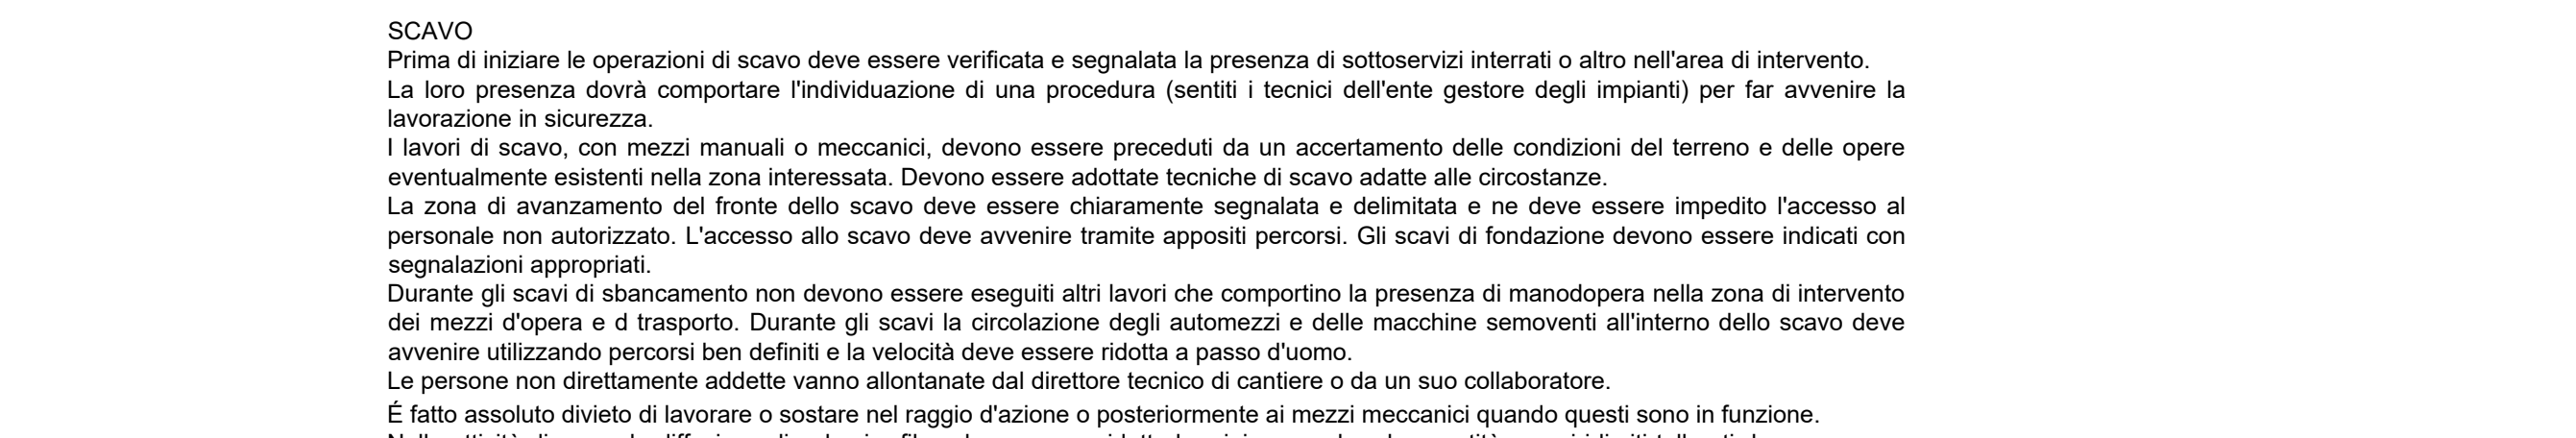 SCAVO
Prima di iniziare le operazioni di scavo deve essere verificata e segnalata la presenza di sottoservizi interrati o altro nell'area di intervento.
La loro presenza dovrà comportare l'individuazione di una procedura (sentiti i tecnici dell'ente gestore degli impianti) per far avvenire la
lavorazione in sicurezza.
I lavori di scavo, con mezzi manuali o meccanici, devono essere preceduti da un accertamento delle condizioni del terreno e delle opere
eventualmente esistenti nella zona interessata. Devono essere adottate tecniche di scavo adatte alle circostanze.
La zona di avanzamento del fronte dello scavo deve essere chiaramente segnalata e delimitata e ne deve essere impedito l'accesso al
personale non autorizzato. L'accesso allo scavo deve avvenire tramite appositi percorsi. Gli scavi di fondazione devono essere indicati con
segnalazioni appropriati.
Durante gli scavi di sbancamento non devono essere eseguiti altri lavori che comportino la presenza di manodopera nella zona di intervento
dei mezzi d'opera e d trasporto. Durante gli scavi la circolazione degli automezzi e delle macchine semoventi all'interno dello scavo deve
avvenire utilizzando percorsi ben definiti e la velocità deve essere ridotta a passo d'uomo.
Le persone non direttamente addette vanno allontanate dal direttore tecnico di cantiere o da un suo collaboratore.
É fatto assoluto divieto di lavorare o sostare nel raggio d'azione o posteriormente ai mezzi meccanici quando questi sono in funzione.